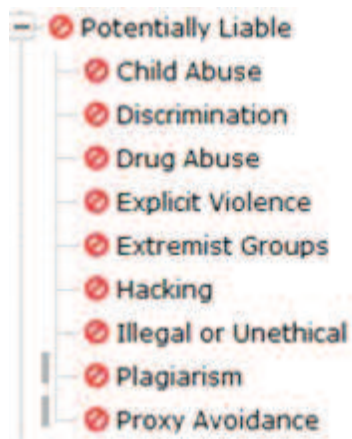 Potentially Liable
Child Abuse
Discrimination
Drug Abuse
Explicit Violence
Extremist Groups
Hacking
Illegal or Unethical
Plagiarism
Proxy Avoidance